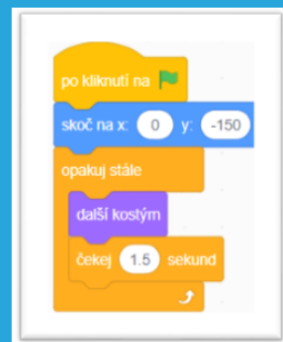 po kliknutí na
skoč na x: 0 y: -150
opakuj stále
další kostým
čekej 1.5 sekund